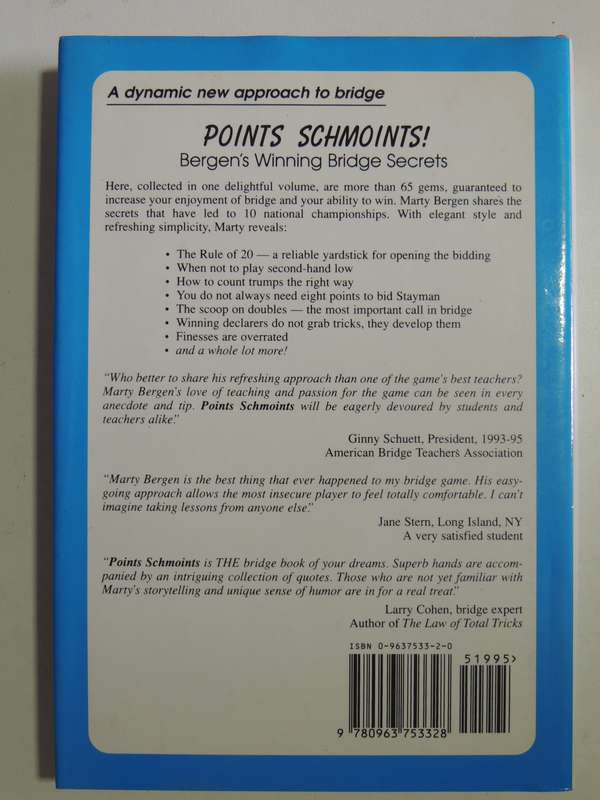 A dynamic new approach to bridge
POINTS SCHMOINTS!
Bergen's Winning Bridge Secrets
Here, collected in one delightful volume, are more than 65 gems, guaranteed to
increase your enjoyment of bridge and your ability to win. Marty Bergen shares the
secrets that have led to 10 national championships. With elegant style and
refreshing simplicity, Marty reveals:
• The Rule of 20 — a reliable yardstick for opening the bidding
• When not to play second-hand low
• How to count trumps the right way
• You do not always need eight points to bid Stayman
• The scoop on doubles — the most important call in bridge
• Winning declarers do not grab tricks, they develop them
• Finesses are overrated
• and a whole lot more!
"Who better to share his refreshing approach than one of the game's best teachers?
Marty Bergen's love of teaching and passion for the game can be seen in every
anecdote and tip. Points Schmoints will be eagerly devoured by students and
teachers alike."
Ginny Schuett, President, 1993-95
American Bridge Teachers Association
"Marty Bergen is the best thing that ever happened to my bridge game. His easy-
going approach allows the most insecure player to feel totally comfortable. I can't
imagine taking lessons from anyone else."
Jane Stern, Long Island, NY
A very satisfied student
"Points Schmoints is THE bridge book of your dreams. Superb hands are accom-
panied by an intriguing collection of quotes. Those who are not yet familiar with
Marty's storytelling and unique sense of humor are in for a real treat."
Larry Cohen, bridge expert
Author of The Law of Total Tricks
ISBN 0-9637533-2-0
51995>
9 780963 753328